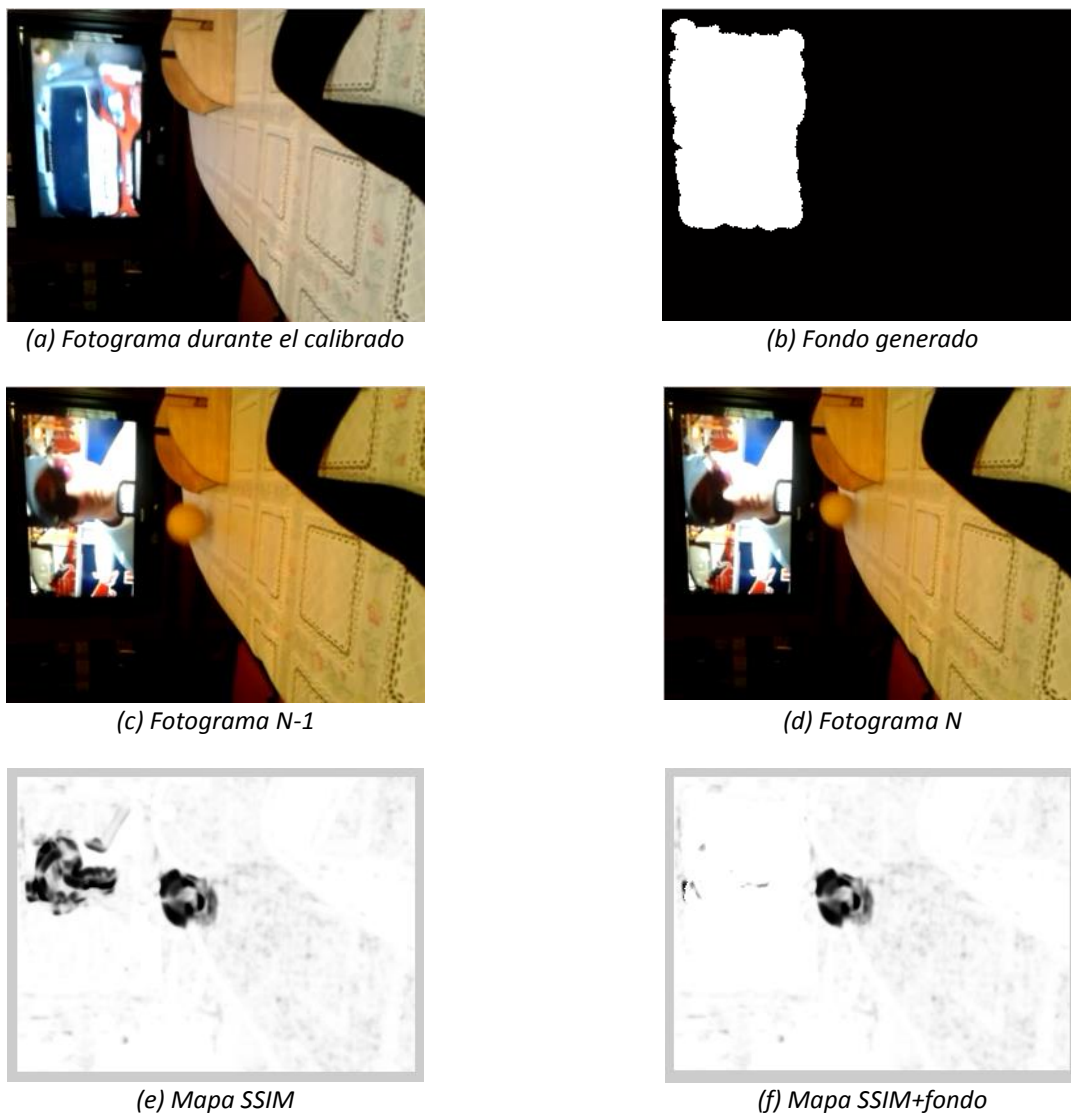 (a) Fotograma durante el calibrado
(b) Fondo generado
(c) Fotograma N-1
(d) Fotograma N
(e) Mapa SSIM
(f) Mapa SSIM+fondo